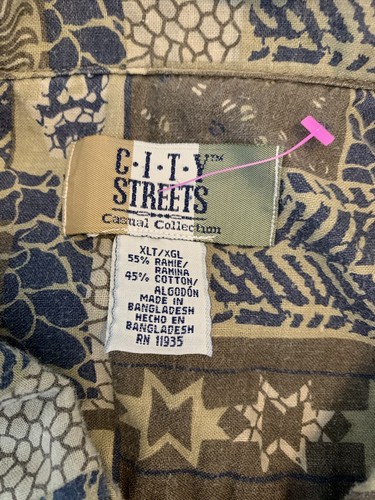 C·I·T·Y™
STREETS
Casual Collection
XLT/XGL
55% RAMIE/
RAMINA
45% COTTON/
ALGODÓN
MADE IN
BANGLADESH
HECHO EN
BANGLADESH
RN 11935